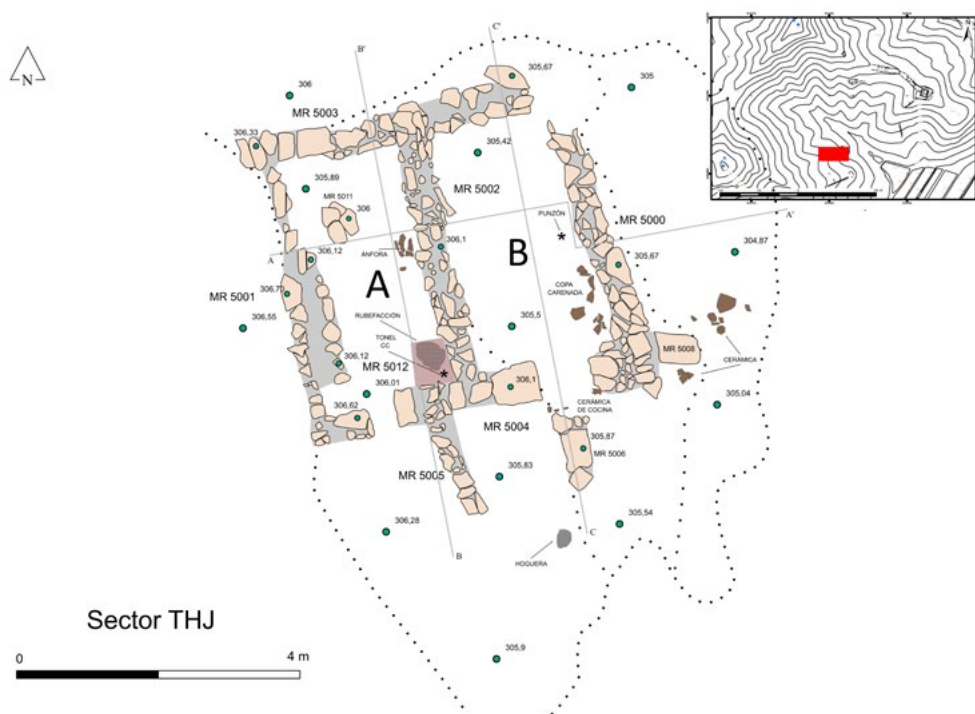 N
B'
C'
306
MR 5003
305,67
305
306,33
305,42
305,89
MR 5002
MR 5011
306
PUNZÓN
*
MR 5000
A'
306,1
B
306,12
A
ÁNFORA
305,67
304,87
A
COPA
CARENADA
306,70
MR 5001
RUBEFACCIÓN
306,55
305,5
TONEL
CC
*
MR 5008
CERÁMICA
306,12
MR 5012
306,01
306,1
305,04
CERÁMICA
DE COCINA
306,62
MR 5004
305,87
MR 5006
MR 5005
305,83
306,28
305,54
B
C
HOGUERA
Sector THJ
305,9
0
4 m